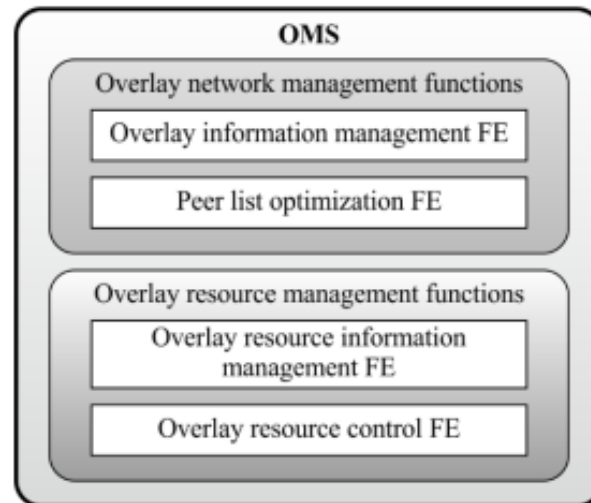 OMS
Overlay network management functions
Overlay information management FE
Peer list optimization FE
Overlay resource management functions
Overlay resource information
management FE
Overlay resource control FE